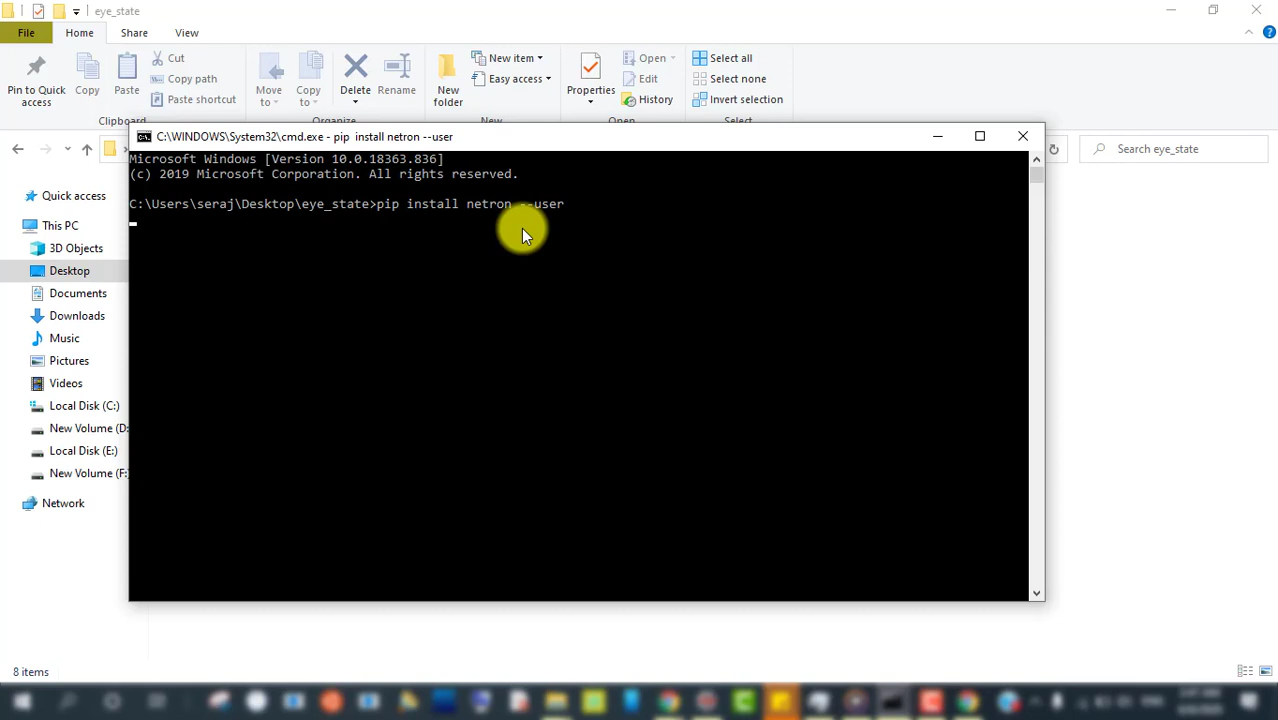 eye_state
File
Home
Share
View
Pin to Quick access
Copy
Paste
Cut
Copy path
Paste shortcut
Clipboard
Move to
Copy to
Delete
Rename
Organize
New folder
New item
Easy access
New
Properties
Open
Edit
History
Open
Select all
Select none
Invert selection
Select
C:\WINDOWS\System32\cmd.exe - pip install netron --user
Microsoft Windows [Version 10.0.18363.836]
(c) 2019 Microsoft Corporation. All rights reserved.
C:\Users\seraj\Desktop\eye_state>pip install netron --user
Search eye_state
Quick access
This PC
3D Objects
Desktop
Documents
Downloads
Music
Pictures
Videos
Local Disk (C:)
New Volume (D:
Local Disk (E:)
New Volume (F:
Network
8 items